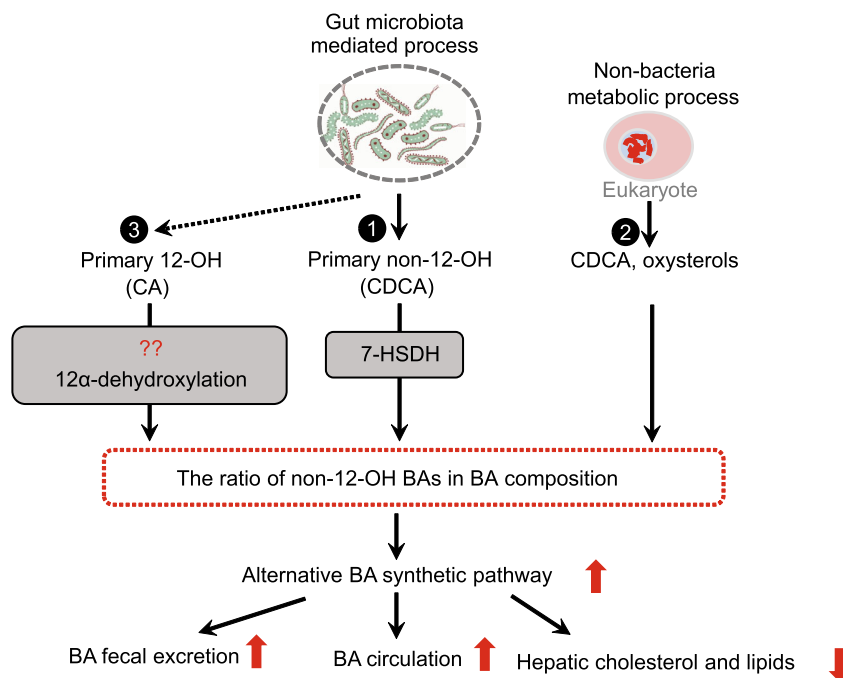 Gut microbiota
mediated process
Non-bacteria
metabolic process
Eukaryote
3
1
2
Primary 12-OH
(CA)
Primary non-12-OH
(CDCA)
CDCA, oxysterols
??
12α-dehydroxylation
7-HSDH
The ratio of non-12-OH BAs in BA composition
Alternative BA synthetic pathway
BA fecal excretion
BA circulation
Hepatic cholesterol and lipids